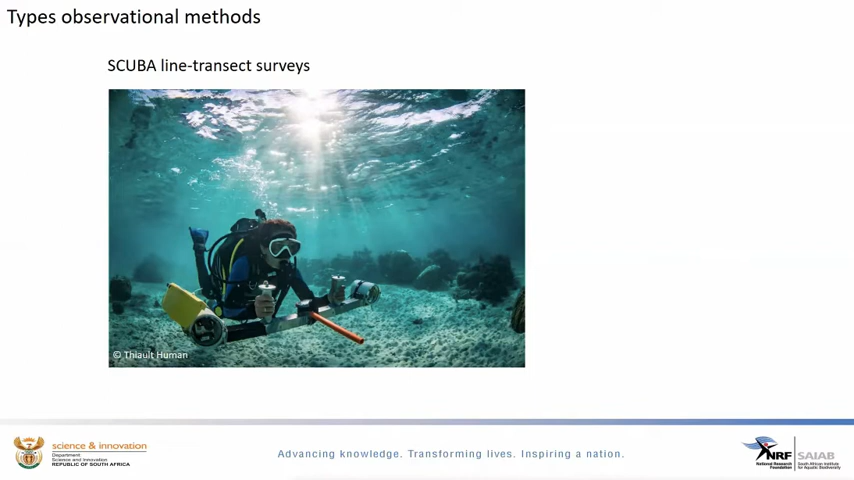 Types observational methods
SCUBA line-transect surveys
© Thiault Human
science & innovation
Department:
Science and Innovation
REPUBLIC OF SOUTH AFRICA
Advancing knowledge. Transforming lives. Inspiring a nation.
NRF
National Research
Foundation
SAIAB
South African Institute
for Aquatic Biodiversity